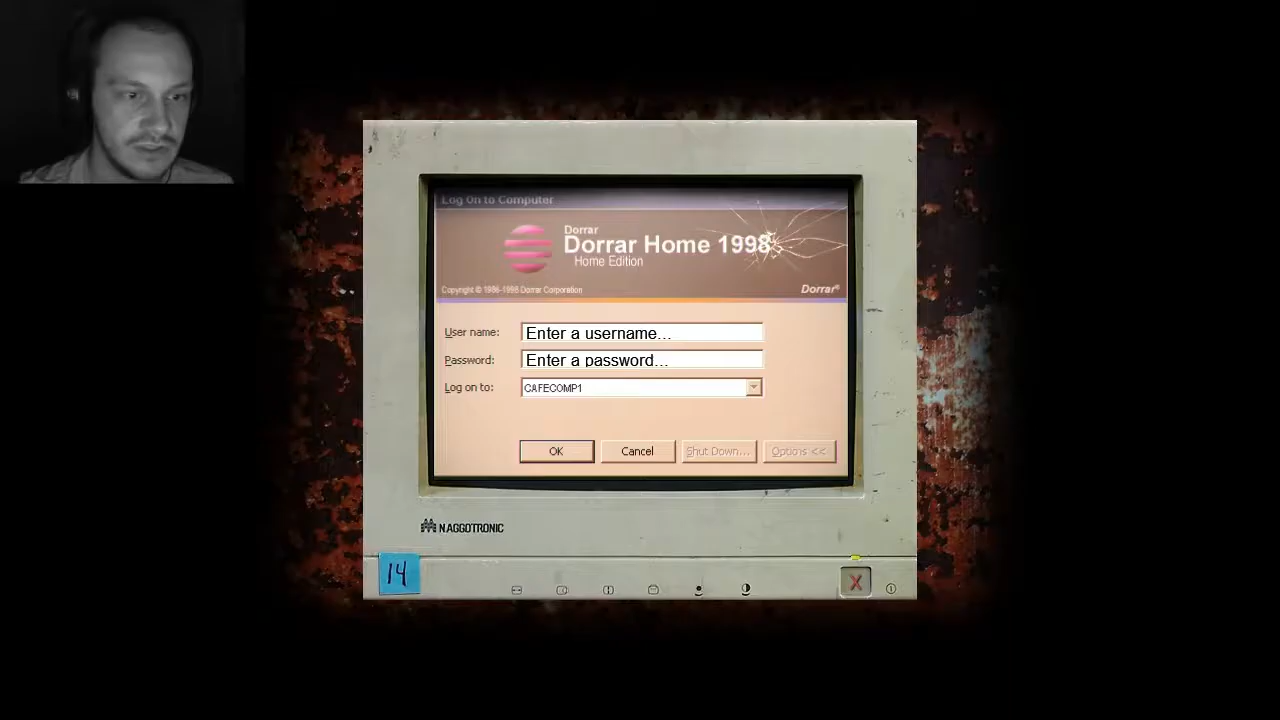 Log On to Computer
Dorrar
Dorrar Home 1998
Home Edition
Copyright © 1986-1998 Dorrar Corporation
Dorrar®
User name:
Enter a username...
Password:
Enter a password...
Log on to:
CAFECOMP1
OK
Cancel
Shut Down...
Options <<
NAGGOTRONIC
14
X